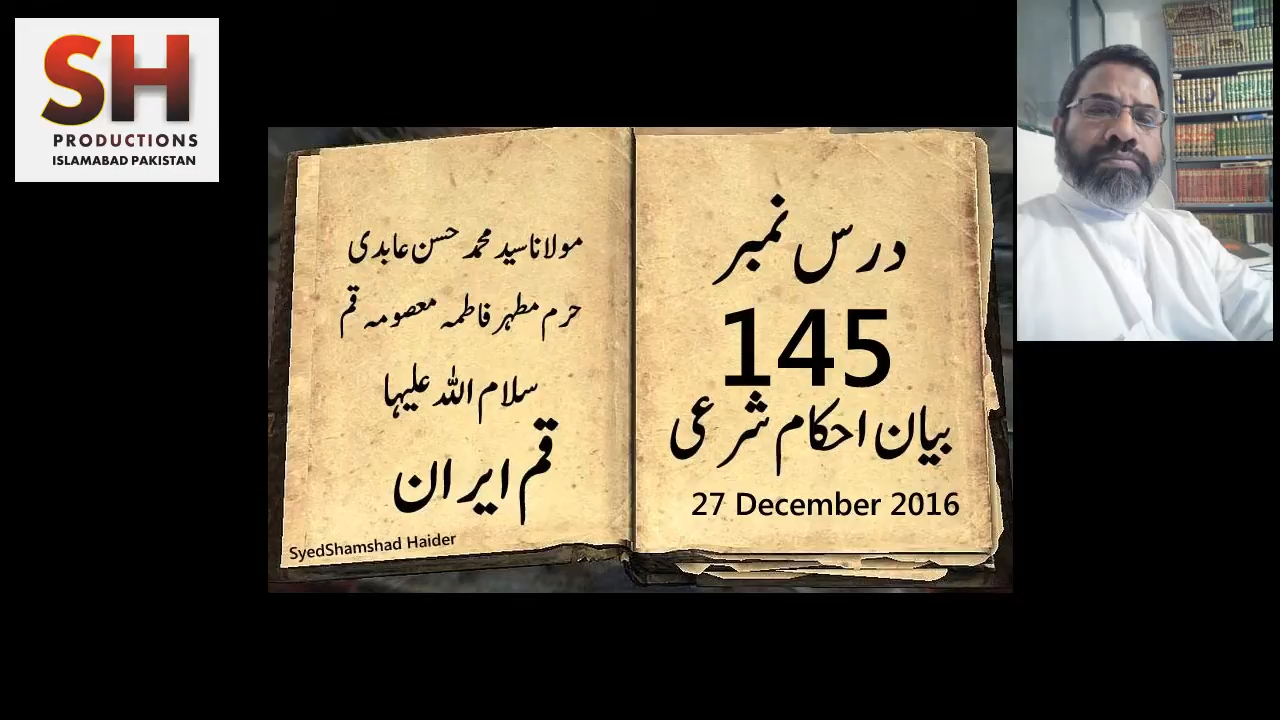 SH
PRODUCTIONS
ISLAMABAD PAKISTAN
درس نمبر
145
بیان احکام شرعی
27 December 2016
مولانا سید محمد حسن عابدی
حرم مطہر فاطمہ معصومہ قم
سلام اللہ علیہا
قم ایران
SyedShamshad Haider